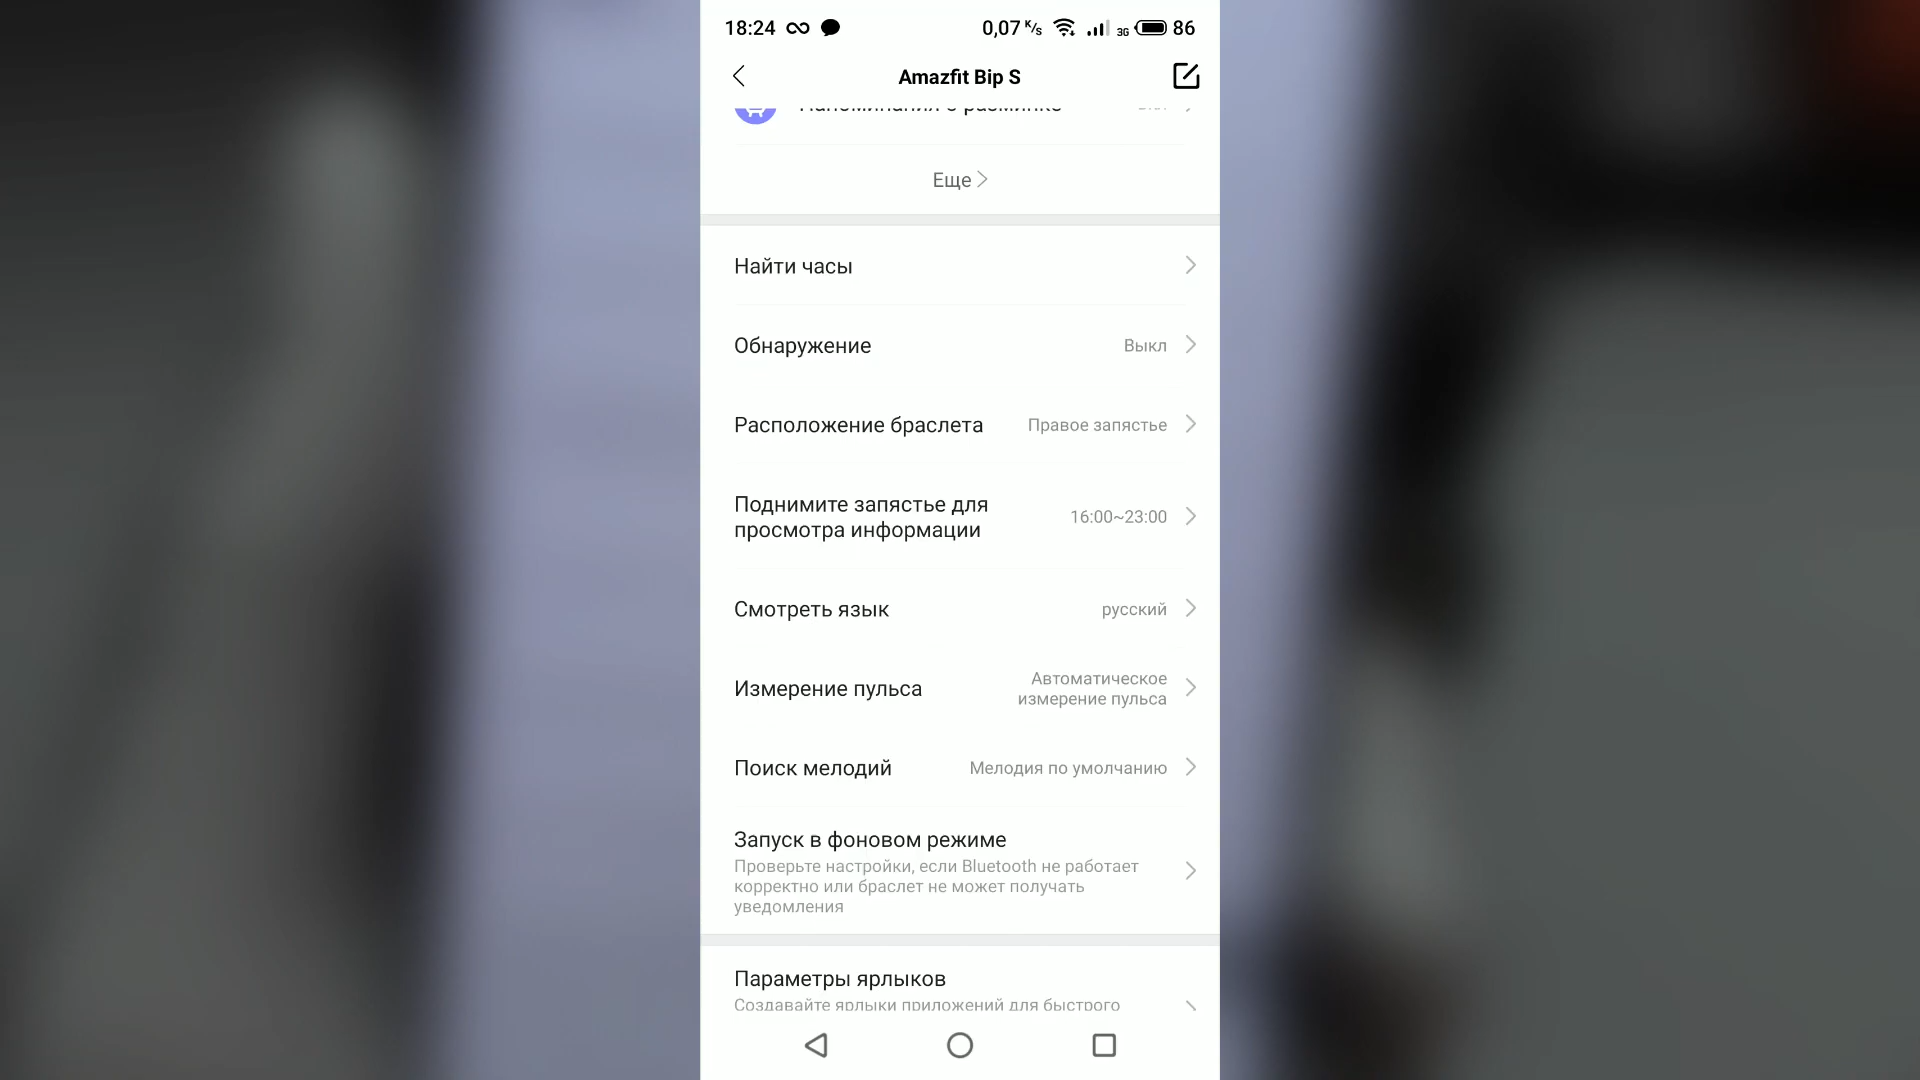 18:24 0,07 K/s 3G 86
Amazfit Bip S
Напоминания о разминке
Еще
Найти часы
Обнаружение Выкл
Расположение браслета Правое запястье
Поднимите запястье для
просмотра информации
16:00~23:00
Смотреть язык русский
Измерение пульса
Автоматическое
измерение пульса
Поиск мелодий Мелодия по умолчанию
Запуск в фоновом режиме
Проверьте настройки, если Bluetooth не работает
корректно или браслет не может получать
уведомления
Параметры ярлыков
Создавайте ярлыки приложений для быстрого